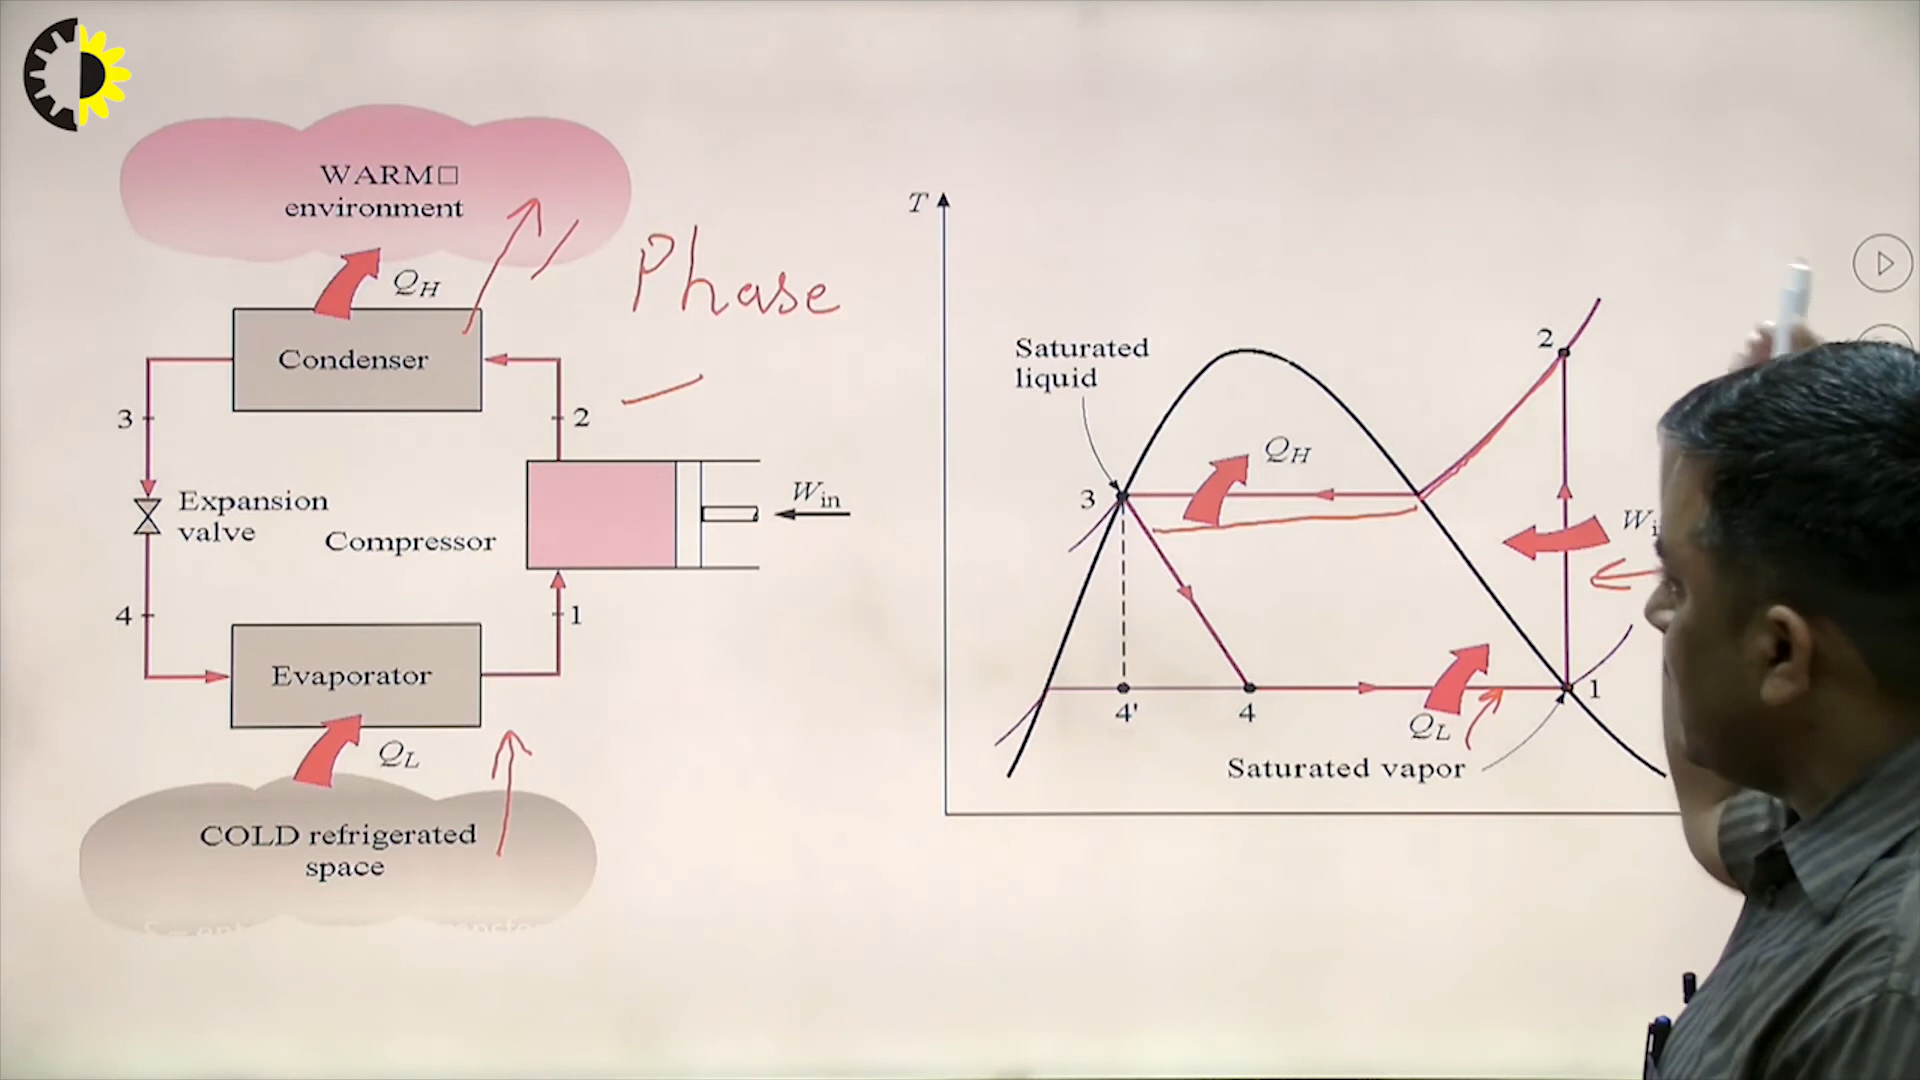 WARM□
environment
Q_H
Condenser
Phase
3
2
Expansion
valve
Compressor
W_in
4
1
Evaporator
Q_L
COLD refrigerated
space
T
Saturated
liquid
2
Q_H
3
4'
4
Q_L
1
Saturated vapor